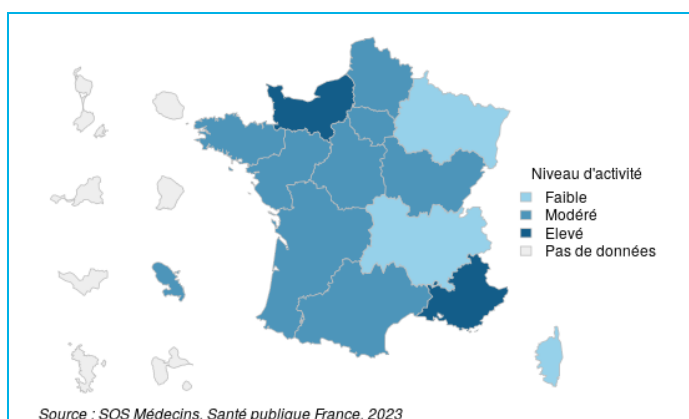 Niveau d'activité
Faible
Modéré
Elevé
Pas de données
Source : SOS Médecins, Santé publique France, 2023